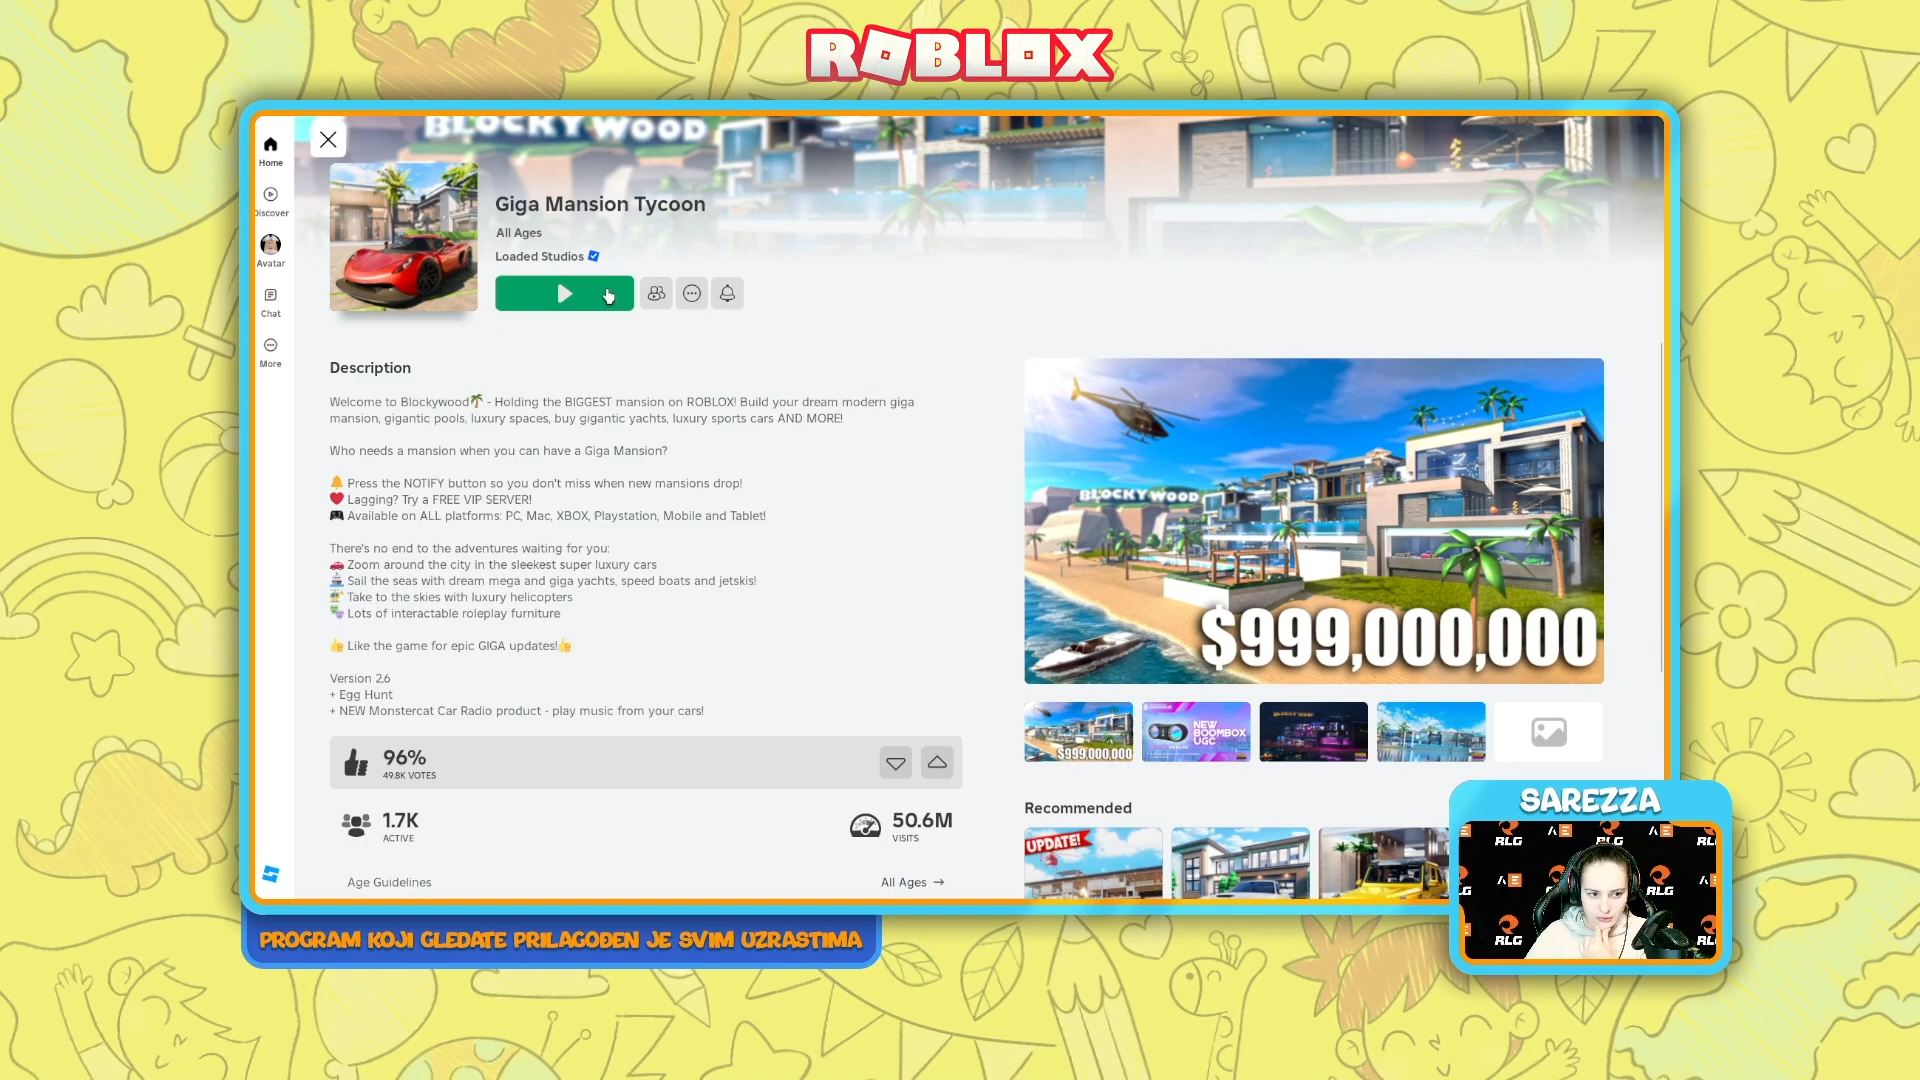 ROBLOX
BLOCKY WOOD
Home
Discover
Avatar
Chat
More
Giga Mansion Tycoon
All Ages
Loaded Studios
Description
Welcome to Blockywood🌴 - Holding the BIGGEST mansion on ROBLOX! Build your dream modern giga
mansion, gigantic pools, luxury spaces, buy gigantic yachts, luxury sports cars AND MORE!
Who needs a mansion when you can have a Giga Mansion?
🔔 Press the NOTIFY button so you don't miss when new mansions drop!
❤️ Lagging? Try a FREE VIP SERVER!
🎮 Available on ALL platforms: PC, Mac, XBOX, Playstation, Mobile and Tablet!
There's no end to the adventures waiting for you:
🚗 Zoom around the city in the sleekest super luxury cars
🚢 Sail the seas with dream mega and giga yachts, speed boats and jetskis!
Take to the skies with luxury helicopters
🎭 Lots of interactable roleplay furniture
👍 Like the game for epic GIGA updates!👍
Version 2.6
+ Egg Hunt
+ NEW Monstercat Car Radio product - play music from your cars!
96%
49.8K VOTES
1.7K
ACTIVE
50.6M
VISITS
Age Guidelines
All Ages →
BLOCKY WOOD
$999,000,000
$999,000,000
NEW
BOOMBOX
UGC
Recommended
UPDATE!
SAREZZA
RLG
RLG
RLG
RLG
RLG
PROGRAM KOJI GLEDATE PRILAGOĐEN JE SVIM UZRASTIMA